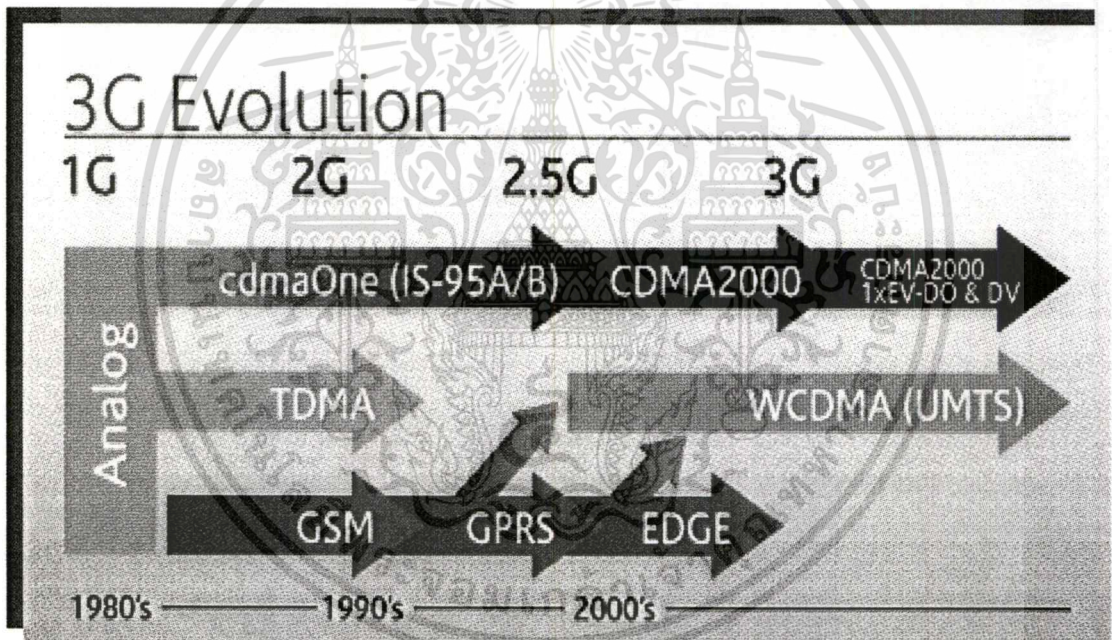 3G Evolution
1G 2G 2.5G 3G
cdmaOne (IS-95A/B) CDMA2000 CDMA2000
1xEV-DO & DV
Analog
TDMA WCDMA (UMTS)
GSM GPRS EDGE
1980's 1990's 2000's